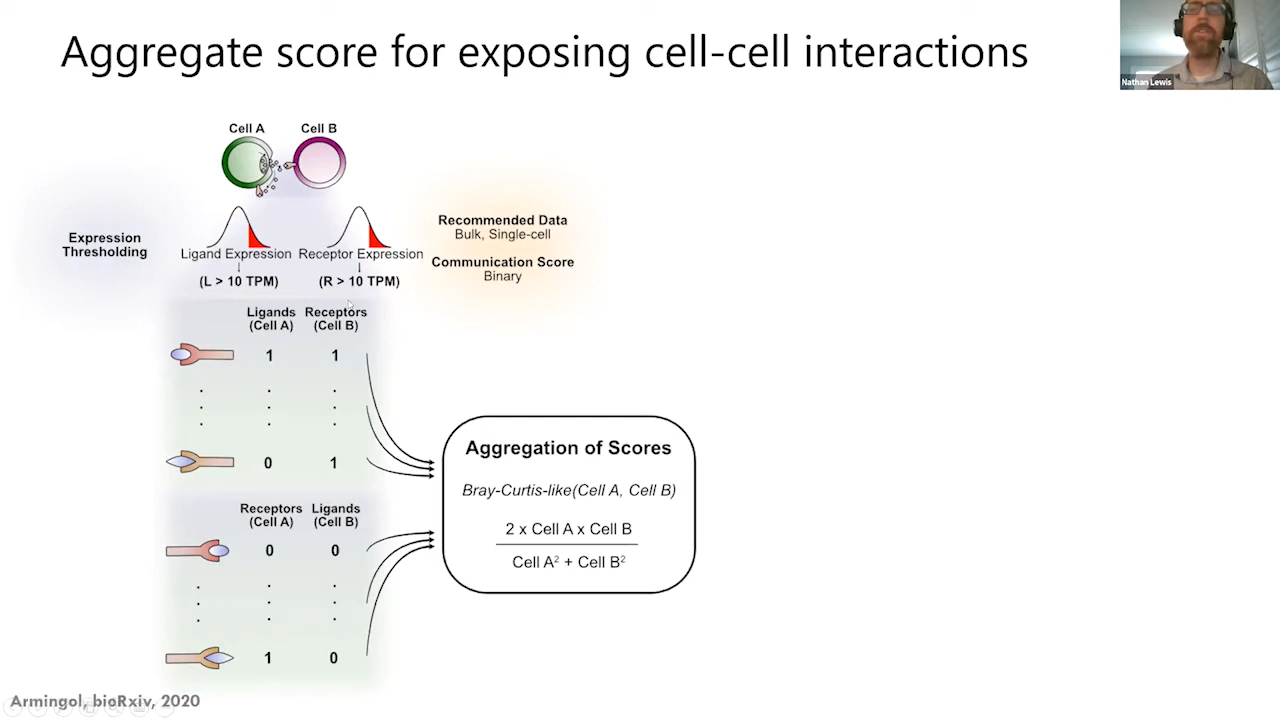 Aggregate score for exposing cell-cell interactions
Nathan Lewis
Cell A Cell B
Expression
Thresholding
Ligand Expression Receptor Expression
(L > 10 TPM) (R > 10 TPM)
Recommended Data
Bulk, Single-cell
Communication Score
Binary
Ligands Receptors
(Cell A) (Cell B)
1 1
0 1
Receptors Ligands
(Cell A) (Cell B)
0 0
1 0
Aggregation of Scores
Bray-Curtis-like(Cell A, Cell B)
2 x Cell A x Cell B
Cell A² + Cell B²
Armingol, bioRxiv, 2020